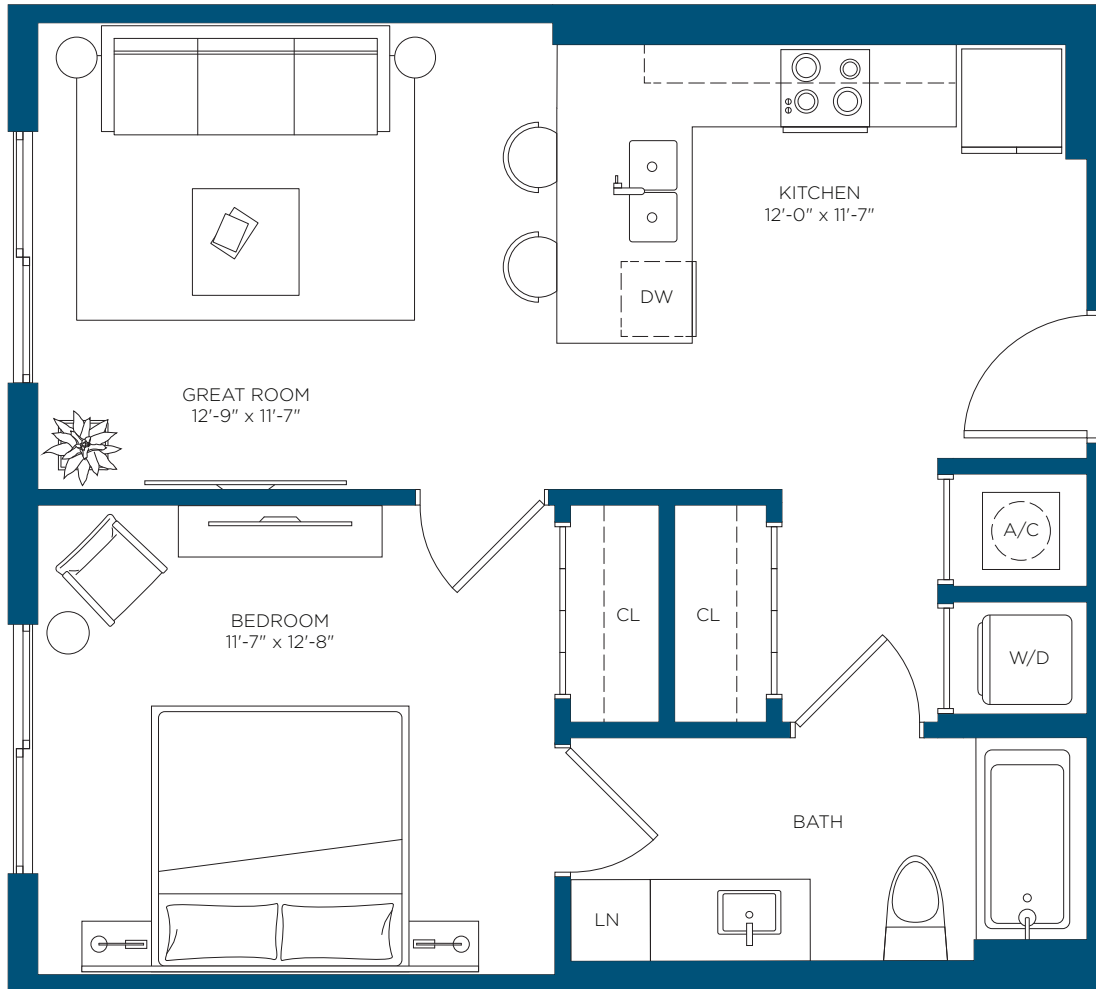 KITCHEN
12'-0" x 11'-7"
DW
GREAT ROOM
12'-9" x 11'-7"
A/C
CL
CL
BEDROOM
11'-7" x 12'-8"
W/D
BATH
LN